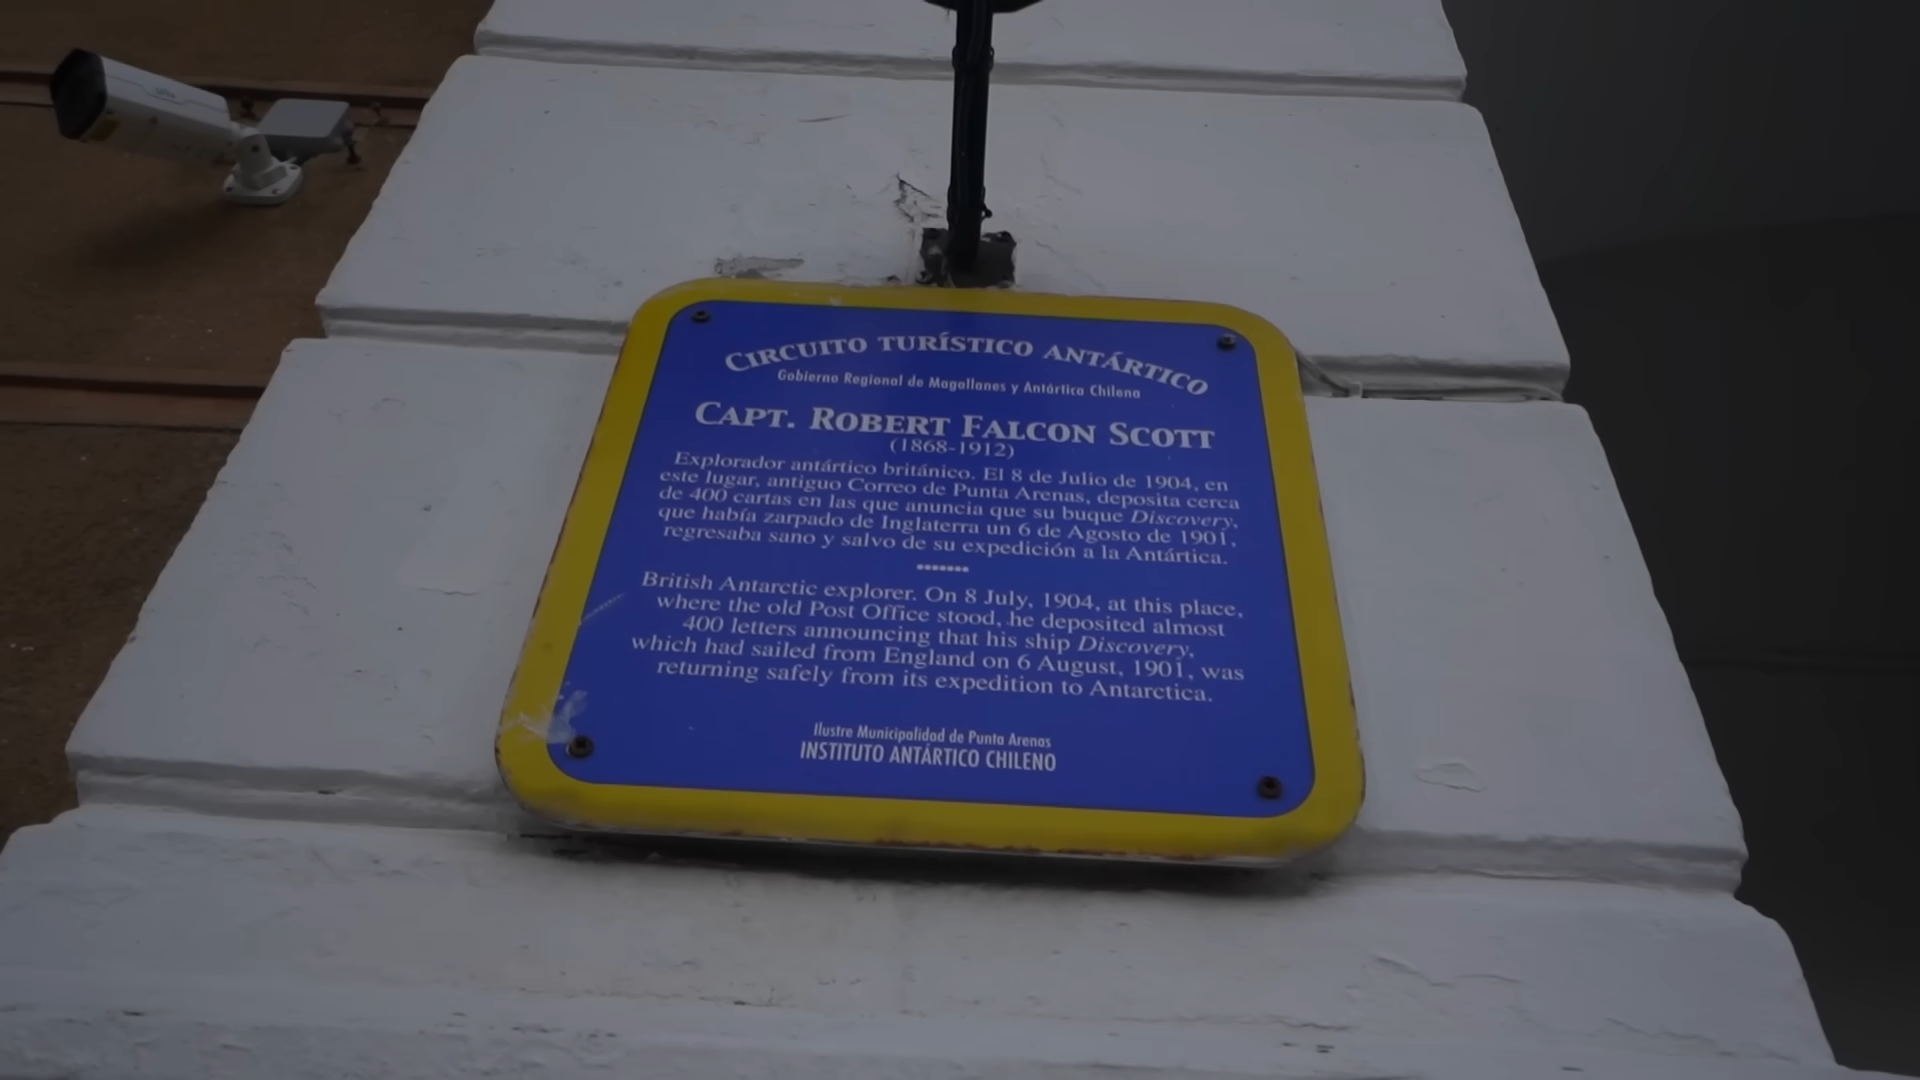 CIRCUITO TURÍSTICO ANTÁRTICO
Gobierno Regional de Magallanes y Antártica Chilena
CAPT. ROBERT FALCON SCOTT
(1868-1912)
Explorador antártico británico. El 8 de Julio de 1904, en
este lugar, antiguo Correo de Punta Arenas, deposita cerca
de 400 cartas en las que anuncia que su buque Discovery,
que había zarpado de Inglaterra un 6 de Agosto de 1901,
regresaba sano y salvo de su expedición a la Antártica.
British Antarctic explorer. On 8 July, 1904, at this place,
where the old Post Office stood, he deposited almost
400 letters announcing that his ship Discovery,
which had sailed from England on 6 August, 1901, was
returning safely from its expedition to Antarctica.
Ilustre Municipalidad de Punta Arenas
INSTITUTO ANTÁRTICO CHILENO